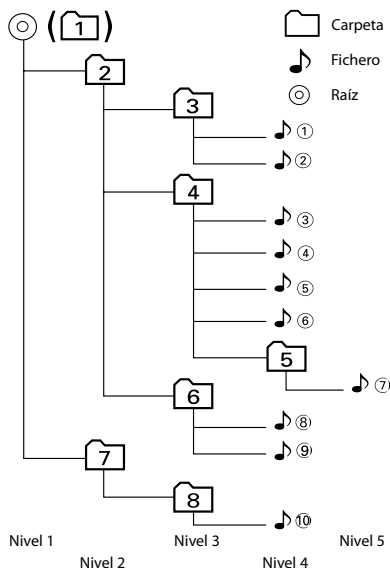 1
Carpeta
2
Fichero
Raíz
3
①
②
4
③
④
⑤
⑥
5
⑦
6
⑧
⑨
7
8
⑩
Nivel 1
Nivel 3
Nivel 5
Nivel 2
Nivel 4